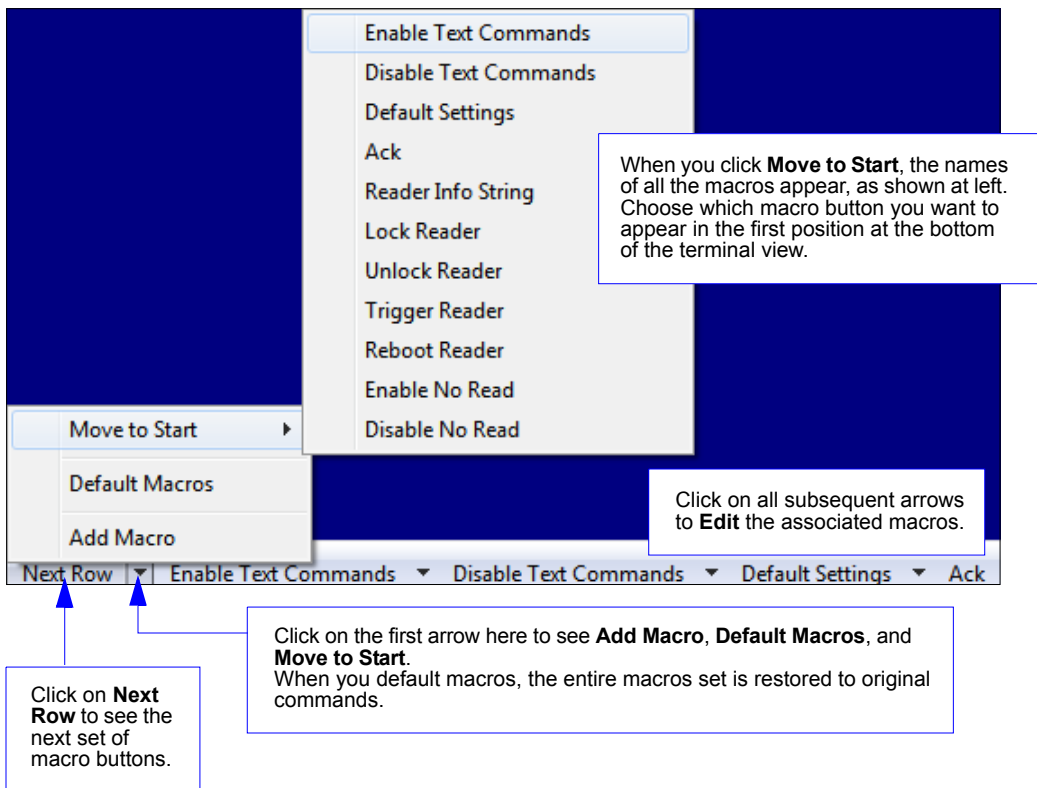 Enable Text Commands
Disable Text Commands
Default Settings
Ack
Reader Info String
Lock Reader
Unlock Reader
Trigger Reader
Reboot Reader
Enable No Read
Disable No Read
When you click Move to Start, the names
of all the macros appear, as shown at left.
Choose which macro button you want to
appear in the first position at the bottom
of the terminal view.
Move to Start
Default Macros
Add Macro
Click on all subsequent arrows
to Edit the associated macros.
Next Row Enable Text Commands Disable Text Commands Default Settings Ack
Click on the first arrow here to see Add Macro, Default Macros, and
Move to Start.
When you default macros, the entire macros set is restored to original
commands.
Click on Next
Row to see the
next set of
macro buttons.